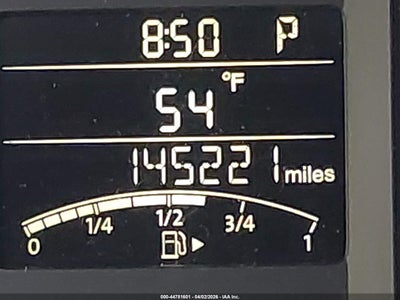 8:50 P
54 °F
145221 miles
0 1/4 1/2 3/4 1
000-44781601 - 04/02/2026 - IAA Inc.